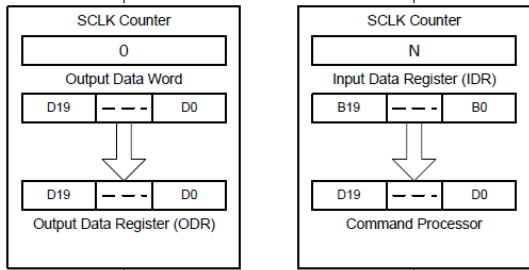 SCLK Counter
0
Output Data Word
D19 D0
D19 D0
Output Data Register (ODR)
SCLK Counter
N
Input Data Register (IDR)
B19 B0
D19 D0
Command Processor